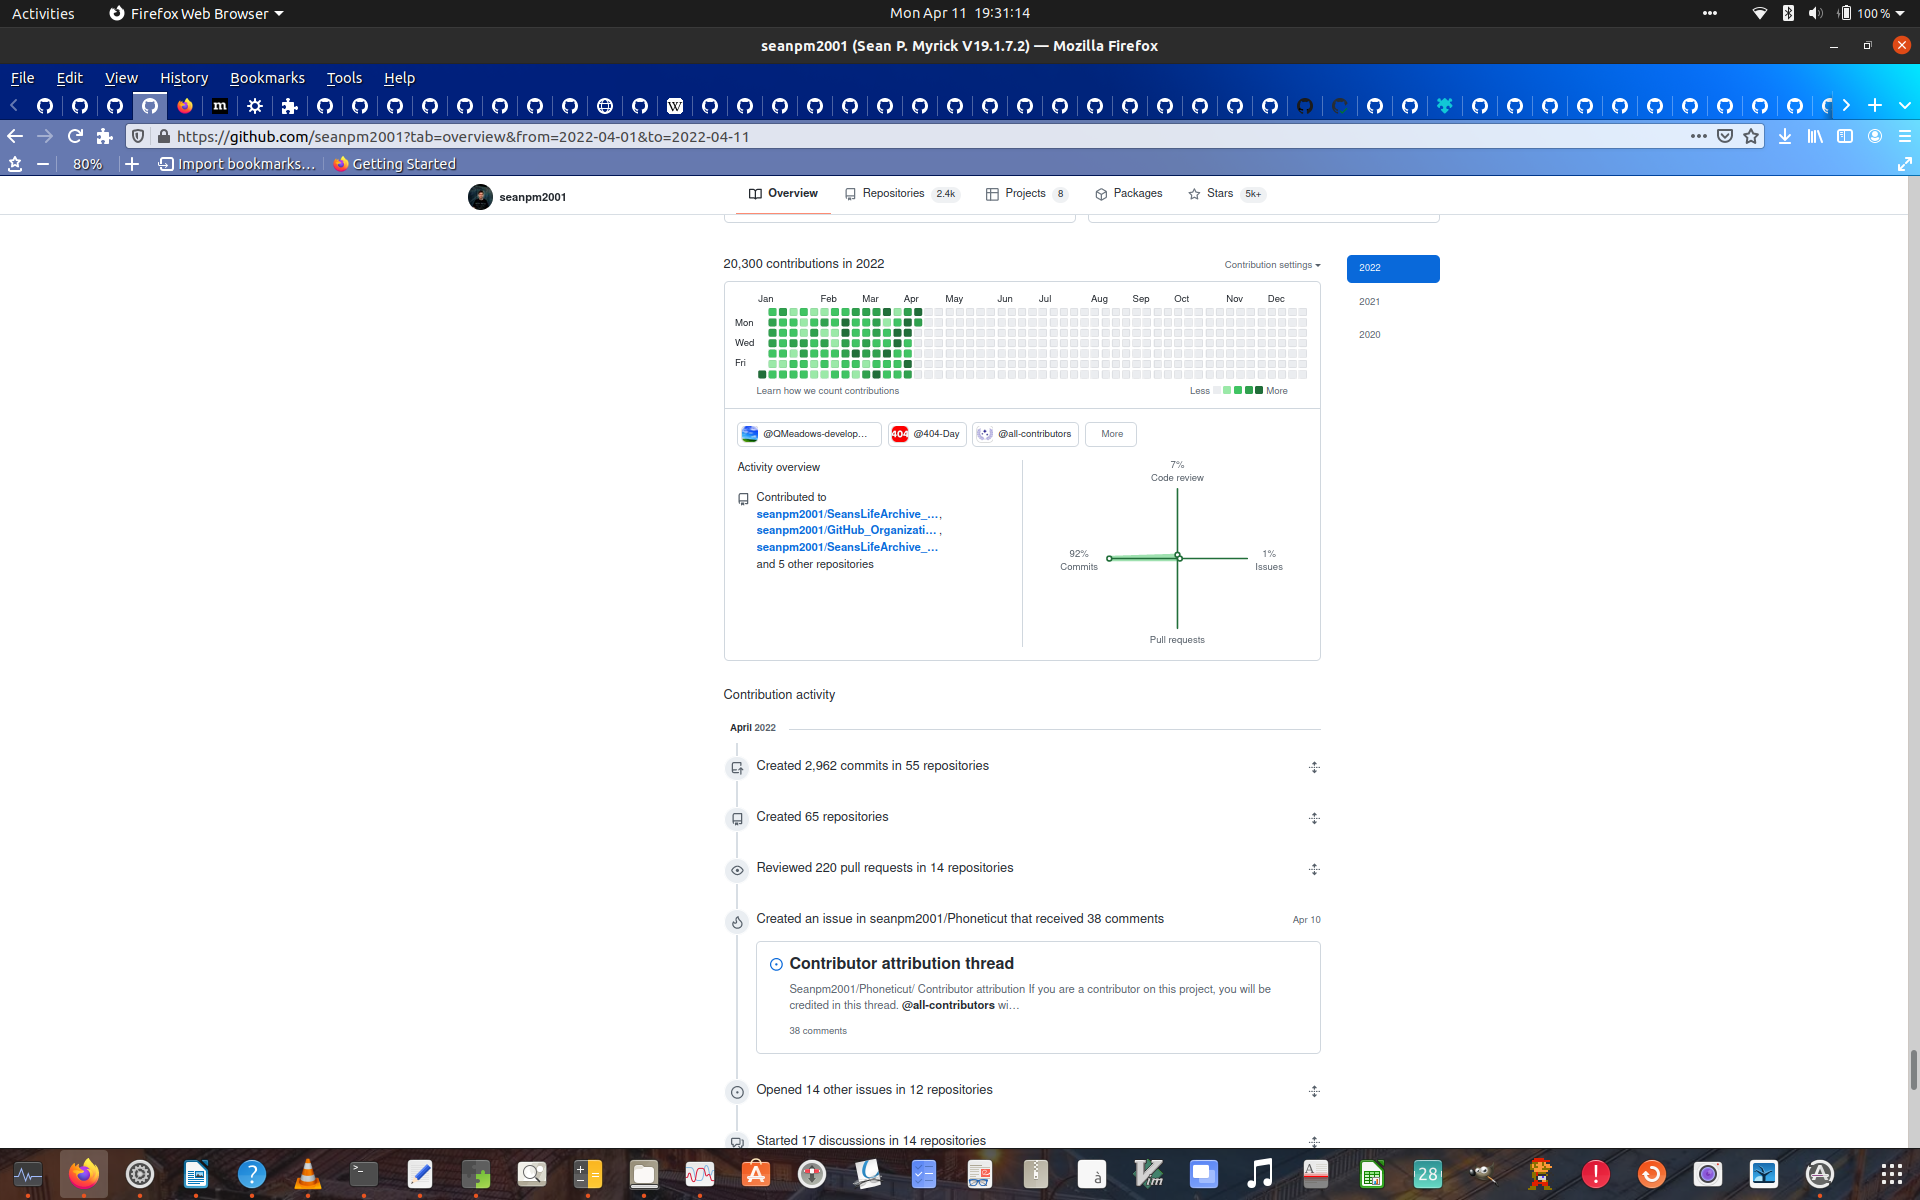 Activities Firefox Web Browser Mon Apr 11 19:31:14 100 %
seanpm2001 (Sean P. Myrick V19.1.7.2) — Mozilla Firefox
File Edit View History Bookmarks Tools Help
m W
https://github.com/seanpm2001?tab=overview&from=2022-04-01&to=2022-04-11
80% Import bookmarks... Getting Started
seanpm2001 Overview Repositories 2.4k Projects 8 Packages Stars 5k+
20,300 contributions in 2022 Contribution settings 2022
2021
2020
Jan Feb Mar Apr May Jun Jul Aug Sep Oct Nov Dec
Mon
Wed
Fri
Learn how we count contributions Less More
@QMeadows-develop... 404 @404-Day @all-contributors More
Activity overview
Contributed to
seanpm2001/SeansLifeArchive_...,
seanpm2001/GitHub_Organizati... ,
seanpm2001/SeansLifeArchive_...
and 5 other repositories
7%
Code review
92%
Commits
1%
Issues
Pull requests
Contribution activity
April 2022
Created 2,962 commits in 55 repositories
Created 65 repositories
Reviewed 220 pull requests in 14 repositories
Created an issue in seanpm2001/Phoneticut that received 38 comments Apr 10
Contributor attribution thread
Seanpm2001/Phoneticut/ Contributor attribution If you are a contributor on this project, you will be
credited in this thread. @all-contributors wi...
38 comments
Opened 14 other issues in 12 repositories
Started 17 discussions in 14 repositories
? >_ à Vim A 28 !